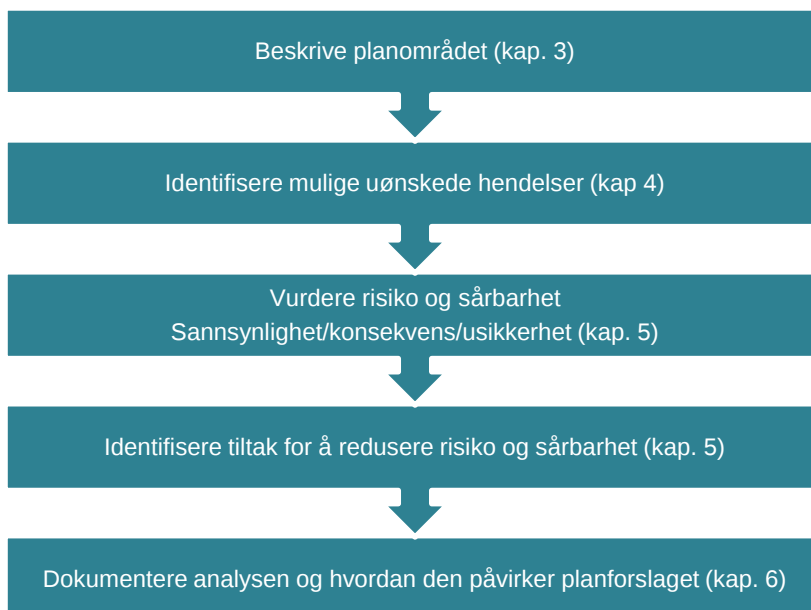 Beskrive planområdet (kap. 3)
Identifisere mulige uønskede hendelser (kap 4)
Vurdere risiko og sårbarhet
Sannsynlighet/konsekvens/usikkerhet (kap. 5)
Identifisere tiltak for å redusere risiko og sårbarhet (kap. 5)
Dokumentere analysen og hvordan den påvirker planforslaget (kap. 6)